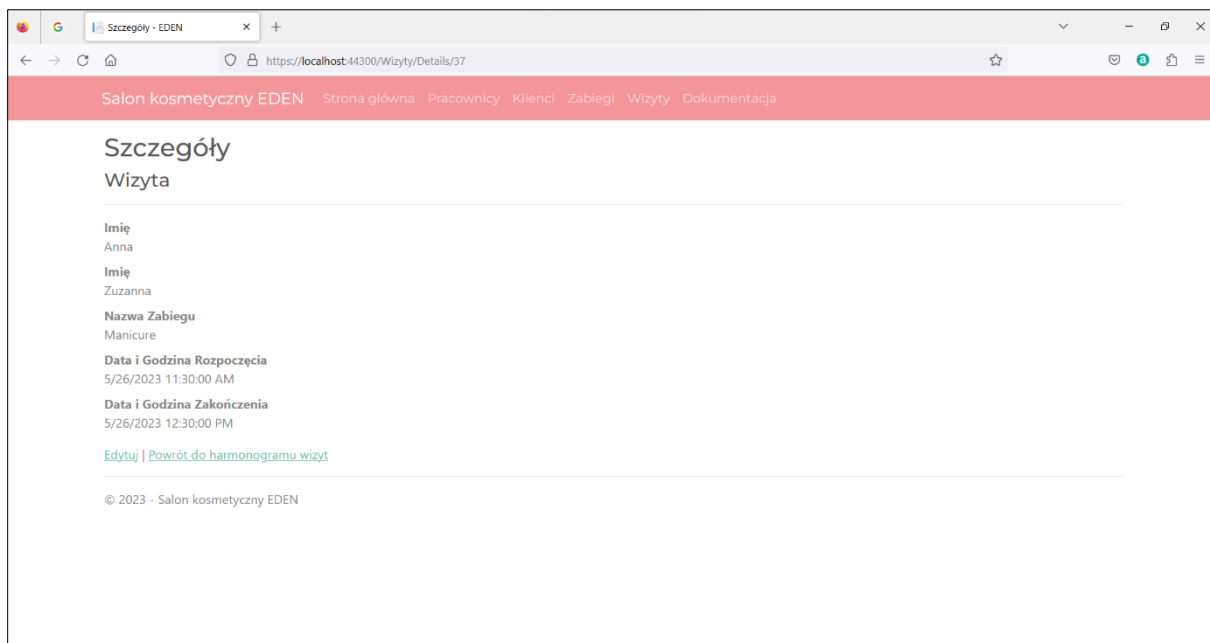 Szczegóły - EDEN
https://localhost:44300/Wizyty/Details/37
Salon kosmetyczny EDEN Strona główna Pracownicy Klienci Zabiegi Wizyty Dokumentacja
Szczegóły
Wizyta
Imię
Anna
Imię
Zuzanna
Nazwa Zabiegu
Manicure
Data i Godzina Rozpoczęcia
5/26/2023 11:30:00 AM
Data i Godzina Zakończenia
5/26/2023 12:30:00 PM
Edytuj | Powrót do harmonogramu wizyt
© 2023 - Salon kosmetyczny EDEN